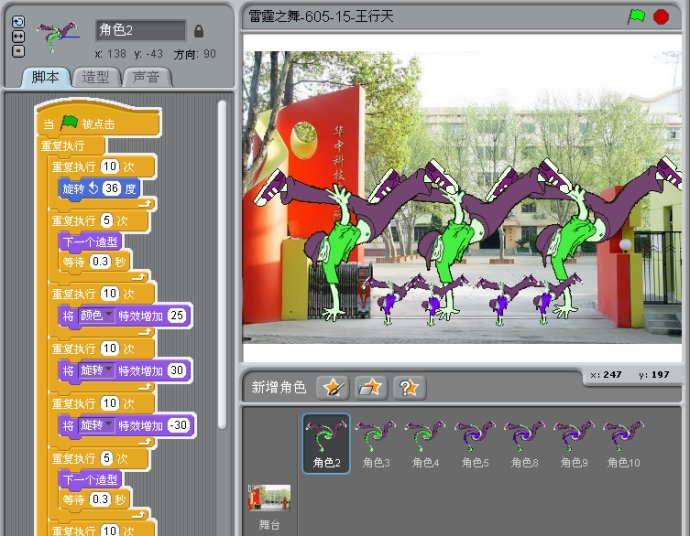 角色2
x: 138 y: -43 方向: 90
脚本 造型 声音
当 被点击
重复执行
重复执行 10 次
旋转 36 度
重复执行 5 次
下一个造型
等待 0.3 秒
重复执行 10 次
将 颜色 特效增加 25
重复执行 10 次
将 旋转 特效增加 30
重复执行 10 次
将 旋转 特效增加 -30
重复执行 5 次
下一个造型
等待 0.3 秒
重复执行 10 次
雷霆之舞-605-15-王行天
华中科技
x: 247 y: 197
新增角色
角色2 角色3 角色4 角色5 角色8 角色9 角色10
舞台